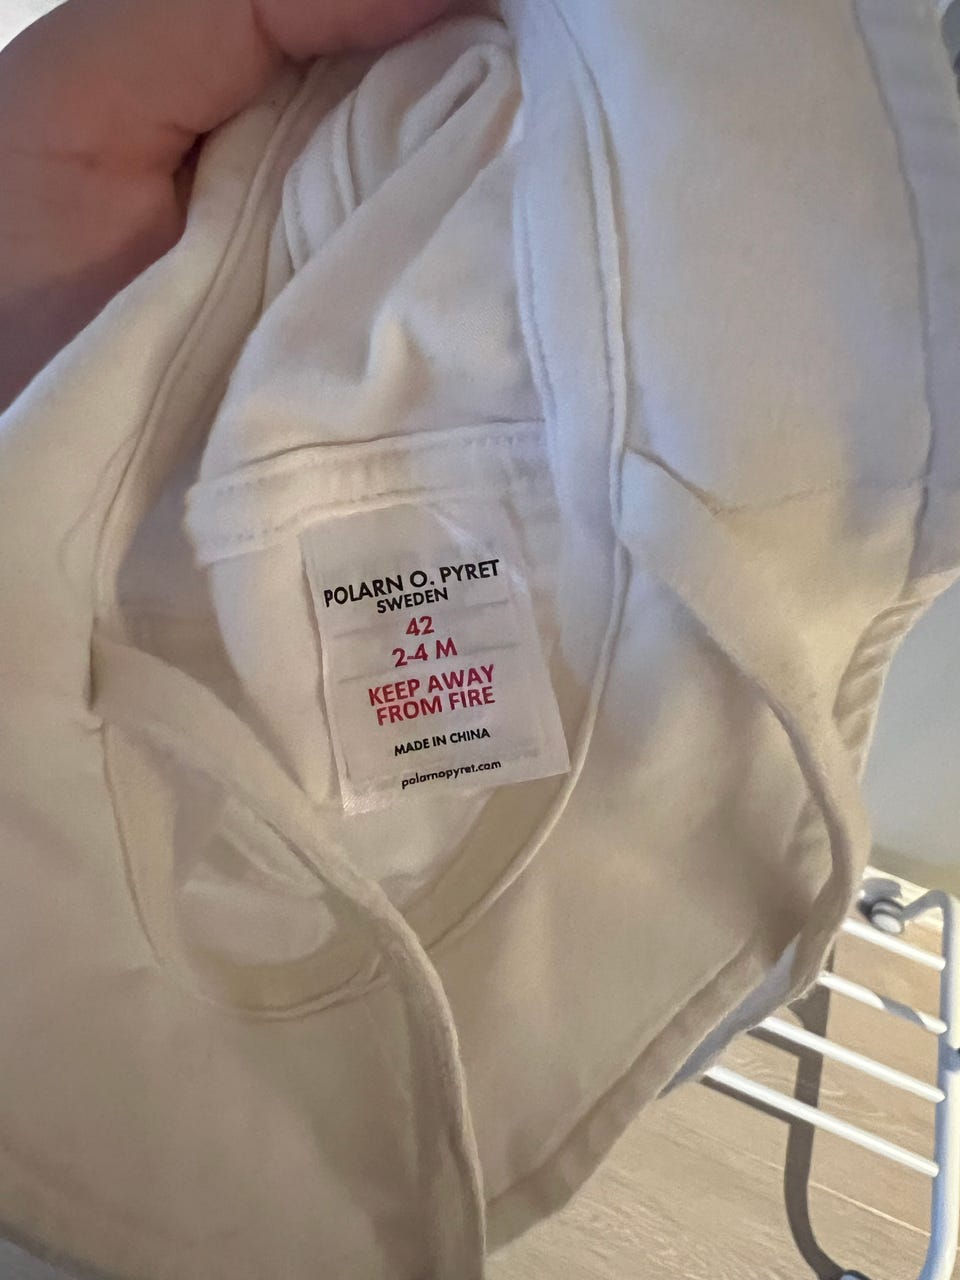 POLARN O. PYRET
SWEDEN
42
2-4 M
KEEP AWAY
FROM FIRE
MADE IN CHINA
polarnopyret.com